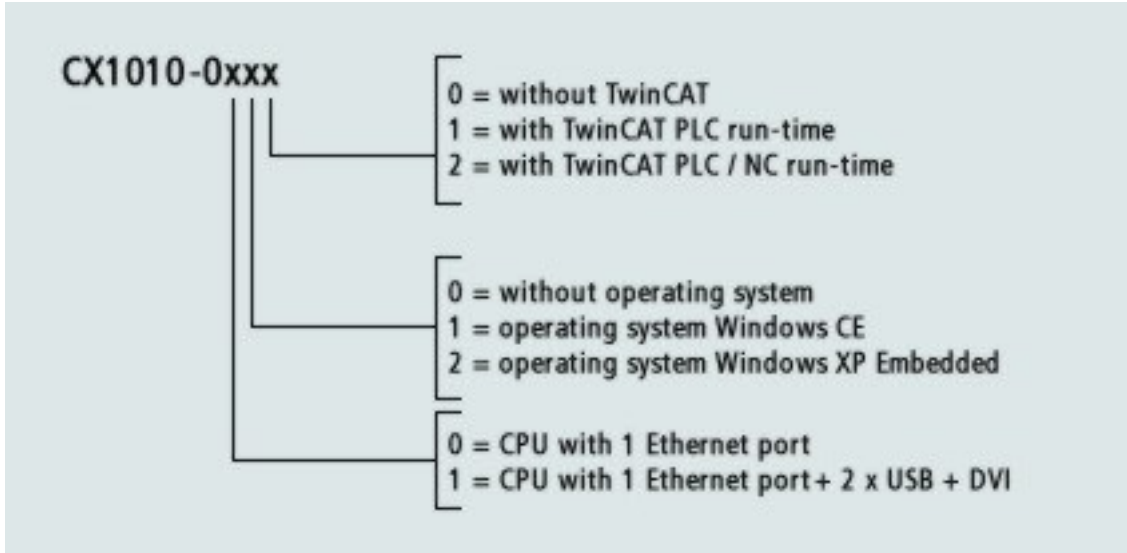 CX1010-0xxx
0 = without TwinCAT
1 = with TwinCAT PLC run-time
2 = with TwinCAT PLC / NC run-time
0 = without operating system
1 = operating system Windows CE
2 = operating system Windows XP Embedded
0 = CPU with 1 Ethernet port
1 = CPU with 1 Ethernet port + 2 x USB + DVI